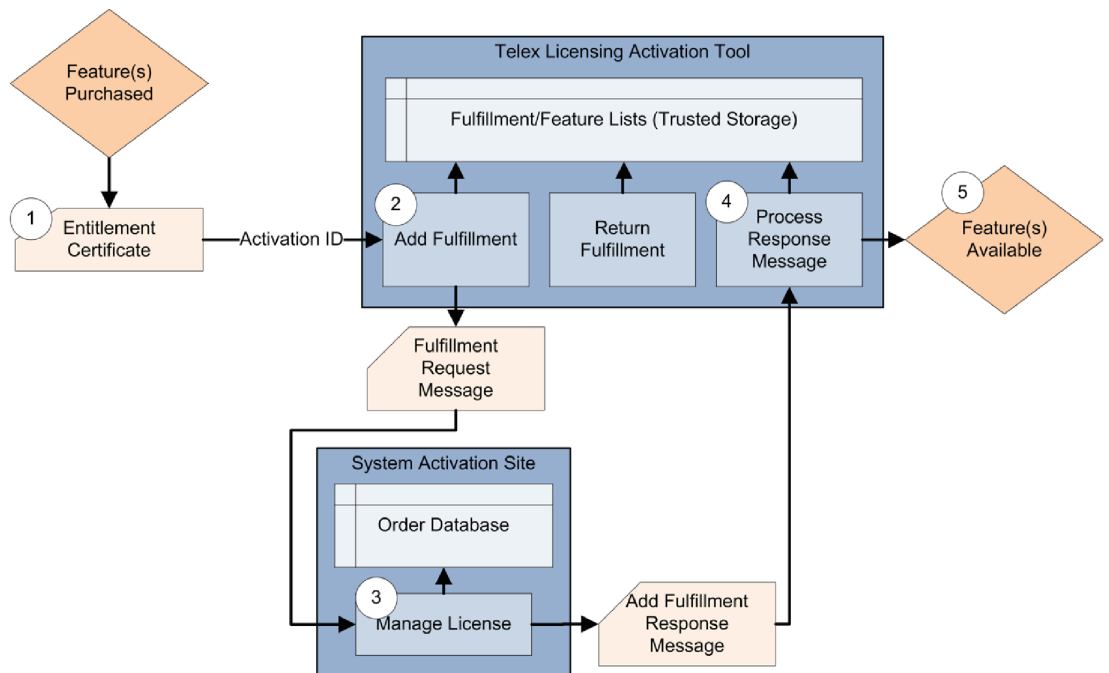 Feature(s)
Purchased
1
Entitlement
Certificate
Activation ID
Telex Licensing Activation Tool
Fulfillment/Feature Lists (Trusted Storage)
2
Add Fulfillment
Return
Fulfillment
4
Process
Response
Message
5
Feature(s)
Available
Fulfillment
Request
Message
System Activation Site
Order Database
3
Manage License
Add Fulfillment
Response
Message